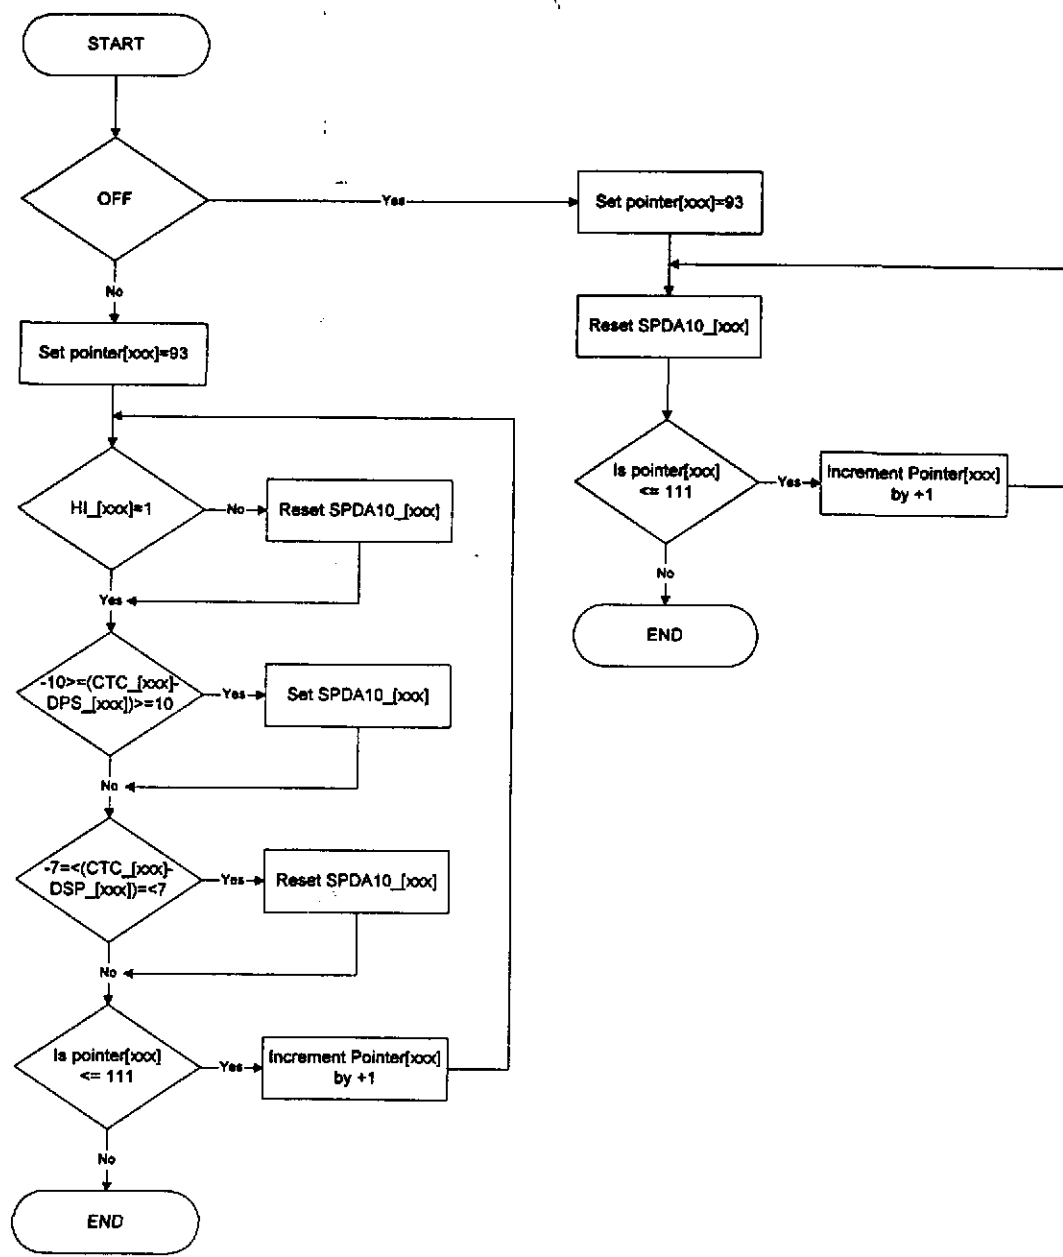 START
OFF
Yes
Set pointer[xxx]=93
No
Reset SPDA10_[xxx]
Set pointer[xxx]=93
Is pointer[xxx]
<= 111
Yes
Increment Pointer[xxx]
by +1
HI_[xxx]=1
No
Reset SPDA10_[xxx]
No
Yes
END
-10>=(CTC_[xxx]-
DPS_[xxx])>=10
Yes
Set SPDA10_[xxx]
No
-7=<(CTC_[xxx]-
DSP_[xxx])=<7
Yes
Reset SPDA10_[xxx]
No
Is pointer[xxx]
<= 111
Yes
Increment Pointer[xxx]
by +1
No
END